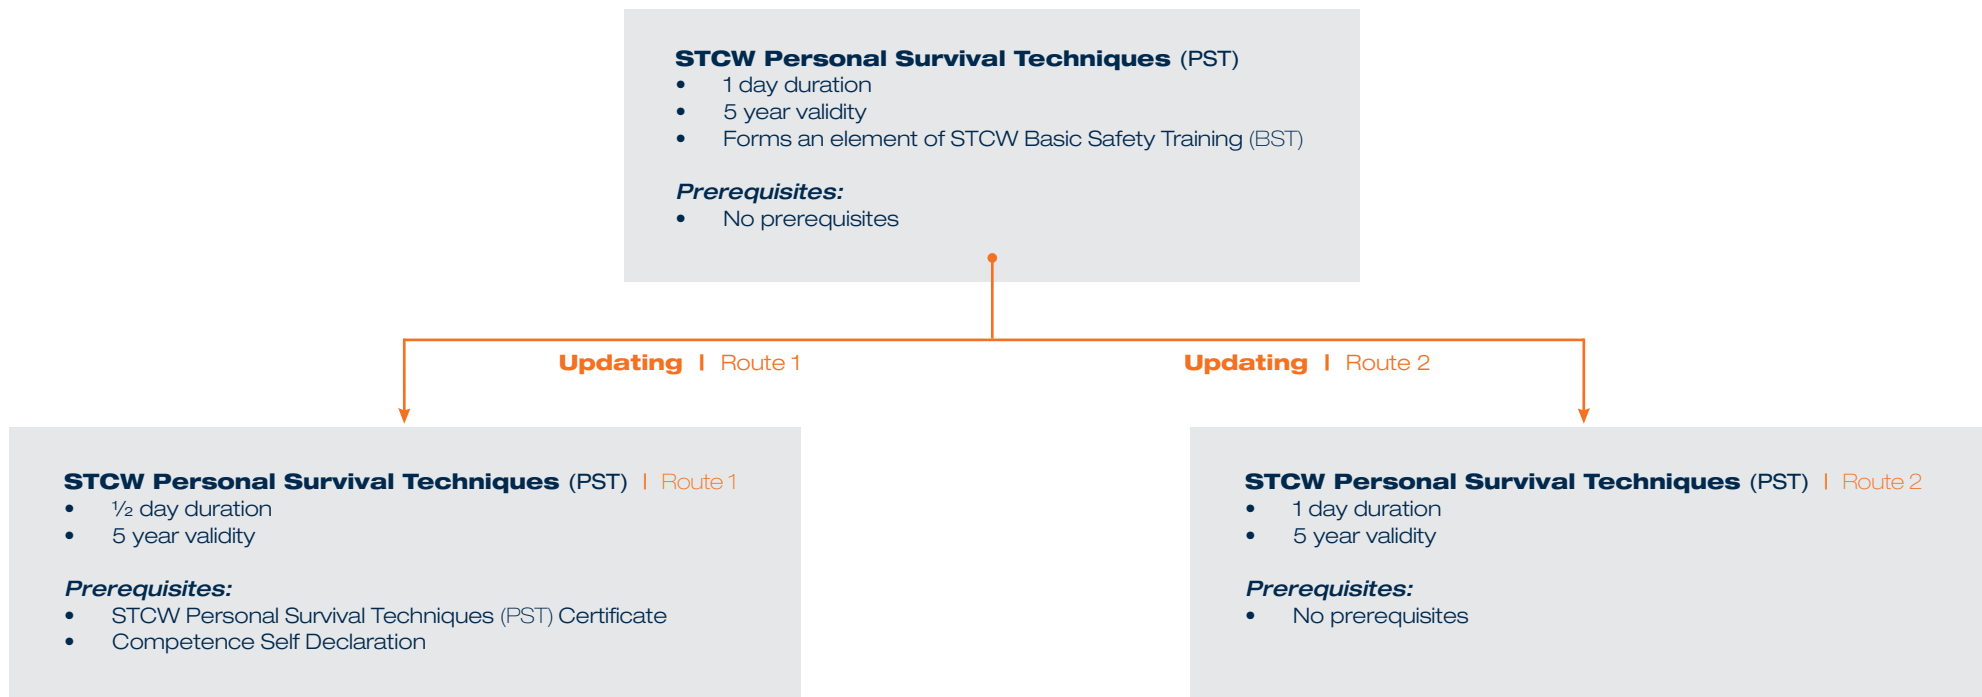 STCW Personal Survival Techniques (PST)
• 1 day duration
• 5 year validity
• Forms an element of STCW Basic Safety Training (BST)
Prerequisites:
• No prerequisites
Updating | Route 1
Updating | Route 2
STCW Personal Survival Techniques (PST) | Route 1
• ½ day duration
• 5 year validity
Prerequisites:
• STCW Personal Survival Techniques (PST) Certificate
• Competence Self Declaration
STCW Personal Survival Techniques (PST) | Route 2
• 1 day duration
• 5 year validity
Prerequisites:
• No prerequisites